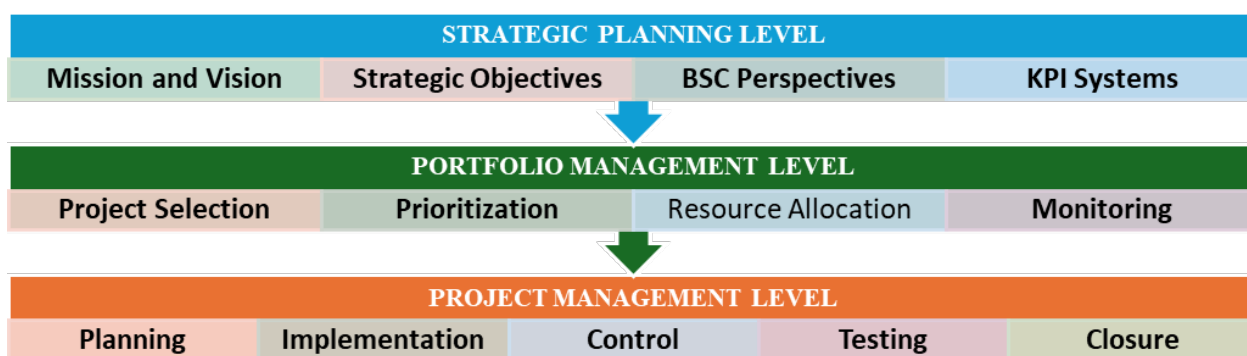 STRATEGIC PLANNING LEVEL
Mission and Vision Strategic Objectives BSC Perspectives KPI Systems
PORTFOLIO MANAGEMENT LEVEL
Project Selection Prioritization Resource Allocation Monitoring
PROJECT MANAGEMENT LEVEL
Planning Implementation Control Testing Closure